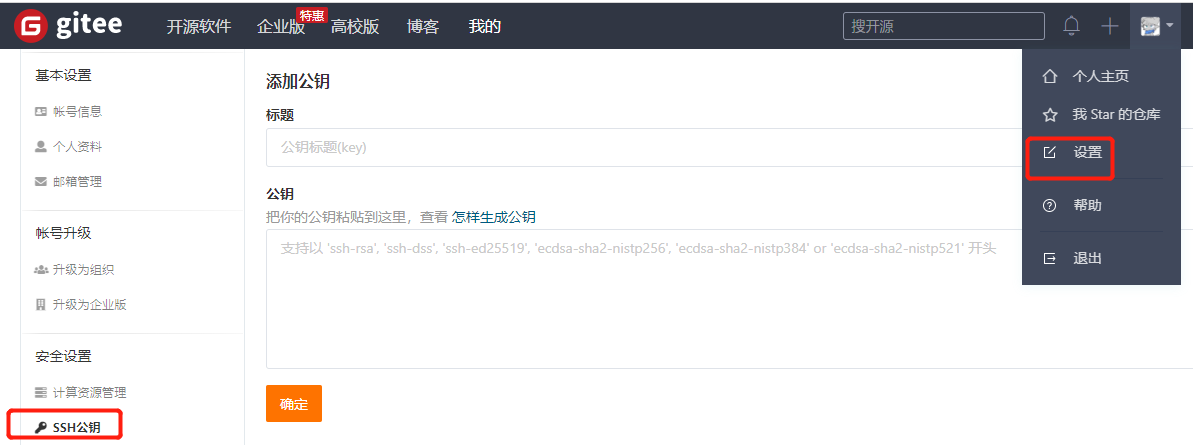 gitee 开源软件 企业版 特惠 高校版 博客 我的 搜开源
基本设置
帐号信息
个人资料
邮箱管理
帐号升级
升级为组织
升级为企业版
安全设置
计算资源管理
SSH公钥
添加公钥
标题
公钥标题(key)
公钥
把你的公钥粘贴到这里，查看 怎样生成公钥
支持以 'ssh-rsa', 'ssh-dss', 'ssh-ed25519', 'ecdsa-sha2-nistp256', 'ecdsa-sha2-nistp384' or 'ecdsa-sha2-nistp521' 开头
确定
个人主页
我 Star 的仓库
设置
帮助
退出